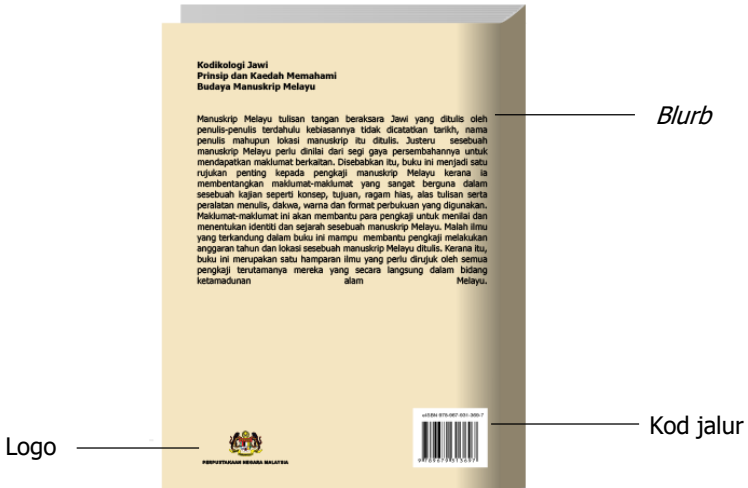 Kodikologi Jawi
Prinsip dan Kaedah Memahami
Budaya Manuskrip Melayu
Manuskrip Melayu tulisan tangan beraksara Jawi yang ditulis oleh
penulis-penulis terdahulu kebiasannya tidak dicatatkan tarikh, nama
penulis mahupun lokasi manuskrip itu ditulis. Justeru sesebuah
manuskrip Melayu perlu dinilai dari segi gaya persembahannya untuk
mendapatkan maklumat berkaitan. Disebabkan itu, buku ini menjadi satu
rujukan penting kepada pengkaji manuskrip Melayu kerana ia
membentangkan maklumat-maklumat yang sangat berguna dalam
sesebuah kajian seperti konsep, tujuan, ragam hias, alas tulisan serta
peralatan menulis, dakwa, warna dan format perbukuan yang digunakan.
Maklumat-maklumat ini akan membantu para pengkaji untuk menilai dan
menentukan identiti dan sejarah sesebuah manuskrip Melayu. Malah ilmu
yang terkandung dalam buku ini mampu membantu pengkaji melakukan
anggaran tahun dan lokasi sesebuah manuskrip Melayu ditulis. Kerana itu,
buku ini merupakan satu hamparan ilmu yang perlu dirujuk oleh semua
pengkaji terutamanya mereka yang secara langsung dalam bidang
ketamadunan alam Melayu.
Blurb
Kod jalur
Logo
PERPUSTAKAAN NEGARA MALAYSIA